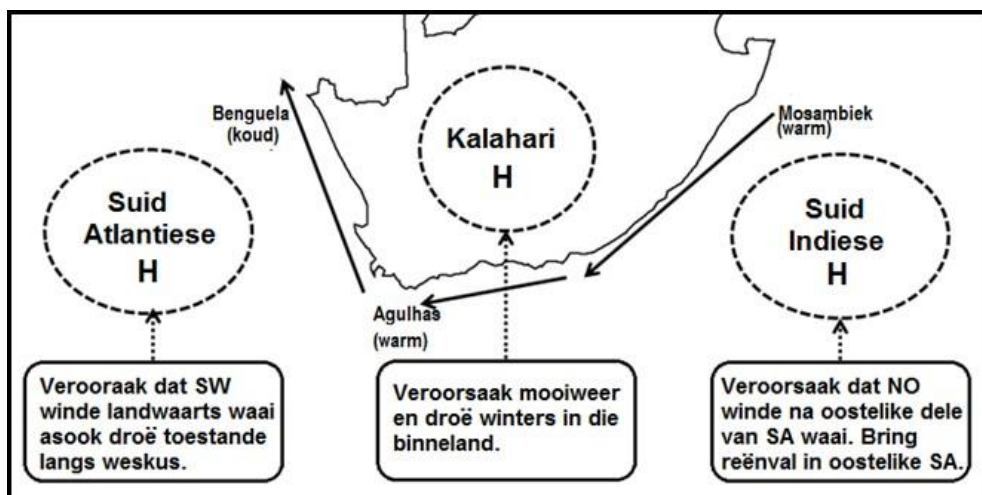 Benguela
(koud)
Kalahari
H
Mosambiek
(warm)
Suid
Atlantiese
H
Suid
Indiese
H
Agulhas
(warm)
Verooraak dat SW
winde landwaarts waai
asook droë toestande
langs weskus.
Veroorsaak mooiweer
en droë winters in die
binneland.
Veroorsaak dat NO
winde na oostelike dele
van SA waai. Bring
reënval in oostelike SA.